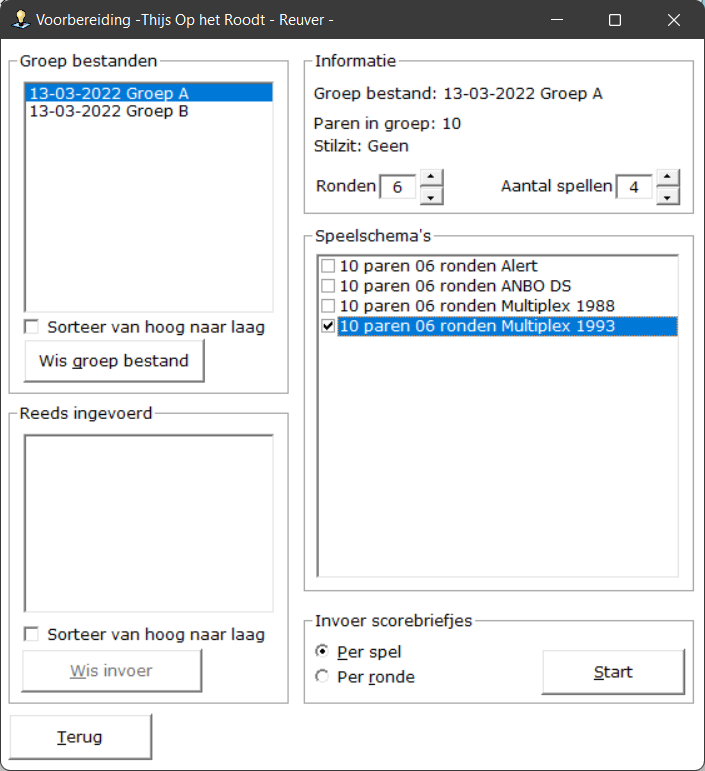 Voorbereiding -Thijs Op het Roodt - Reuver -
Groep bestanden
13-03-2022 Groep A
13-03-2022 Groep B
Sorteer van hoog naar laag
Wis groep bestand
Reeds ingevoerd
Sorteer van hoog naar laag
Wis invoer
Terug
Informatie
Groep bestand: 13-03-2022 Groep A
Paren in groep: 10
Stilzit: Geen
Ronden 6 Aantal spellen 4
Speelschema's
10 paren 06 ronden Alert
10 paren 06 ronden ANBO DS
10 paren 06 ronden Multiplex 1988
10 paren 06 ronden Multiplex 1993
Invoer scorebriefjes
Per spel
Per ronde
Start